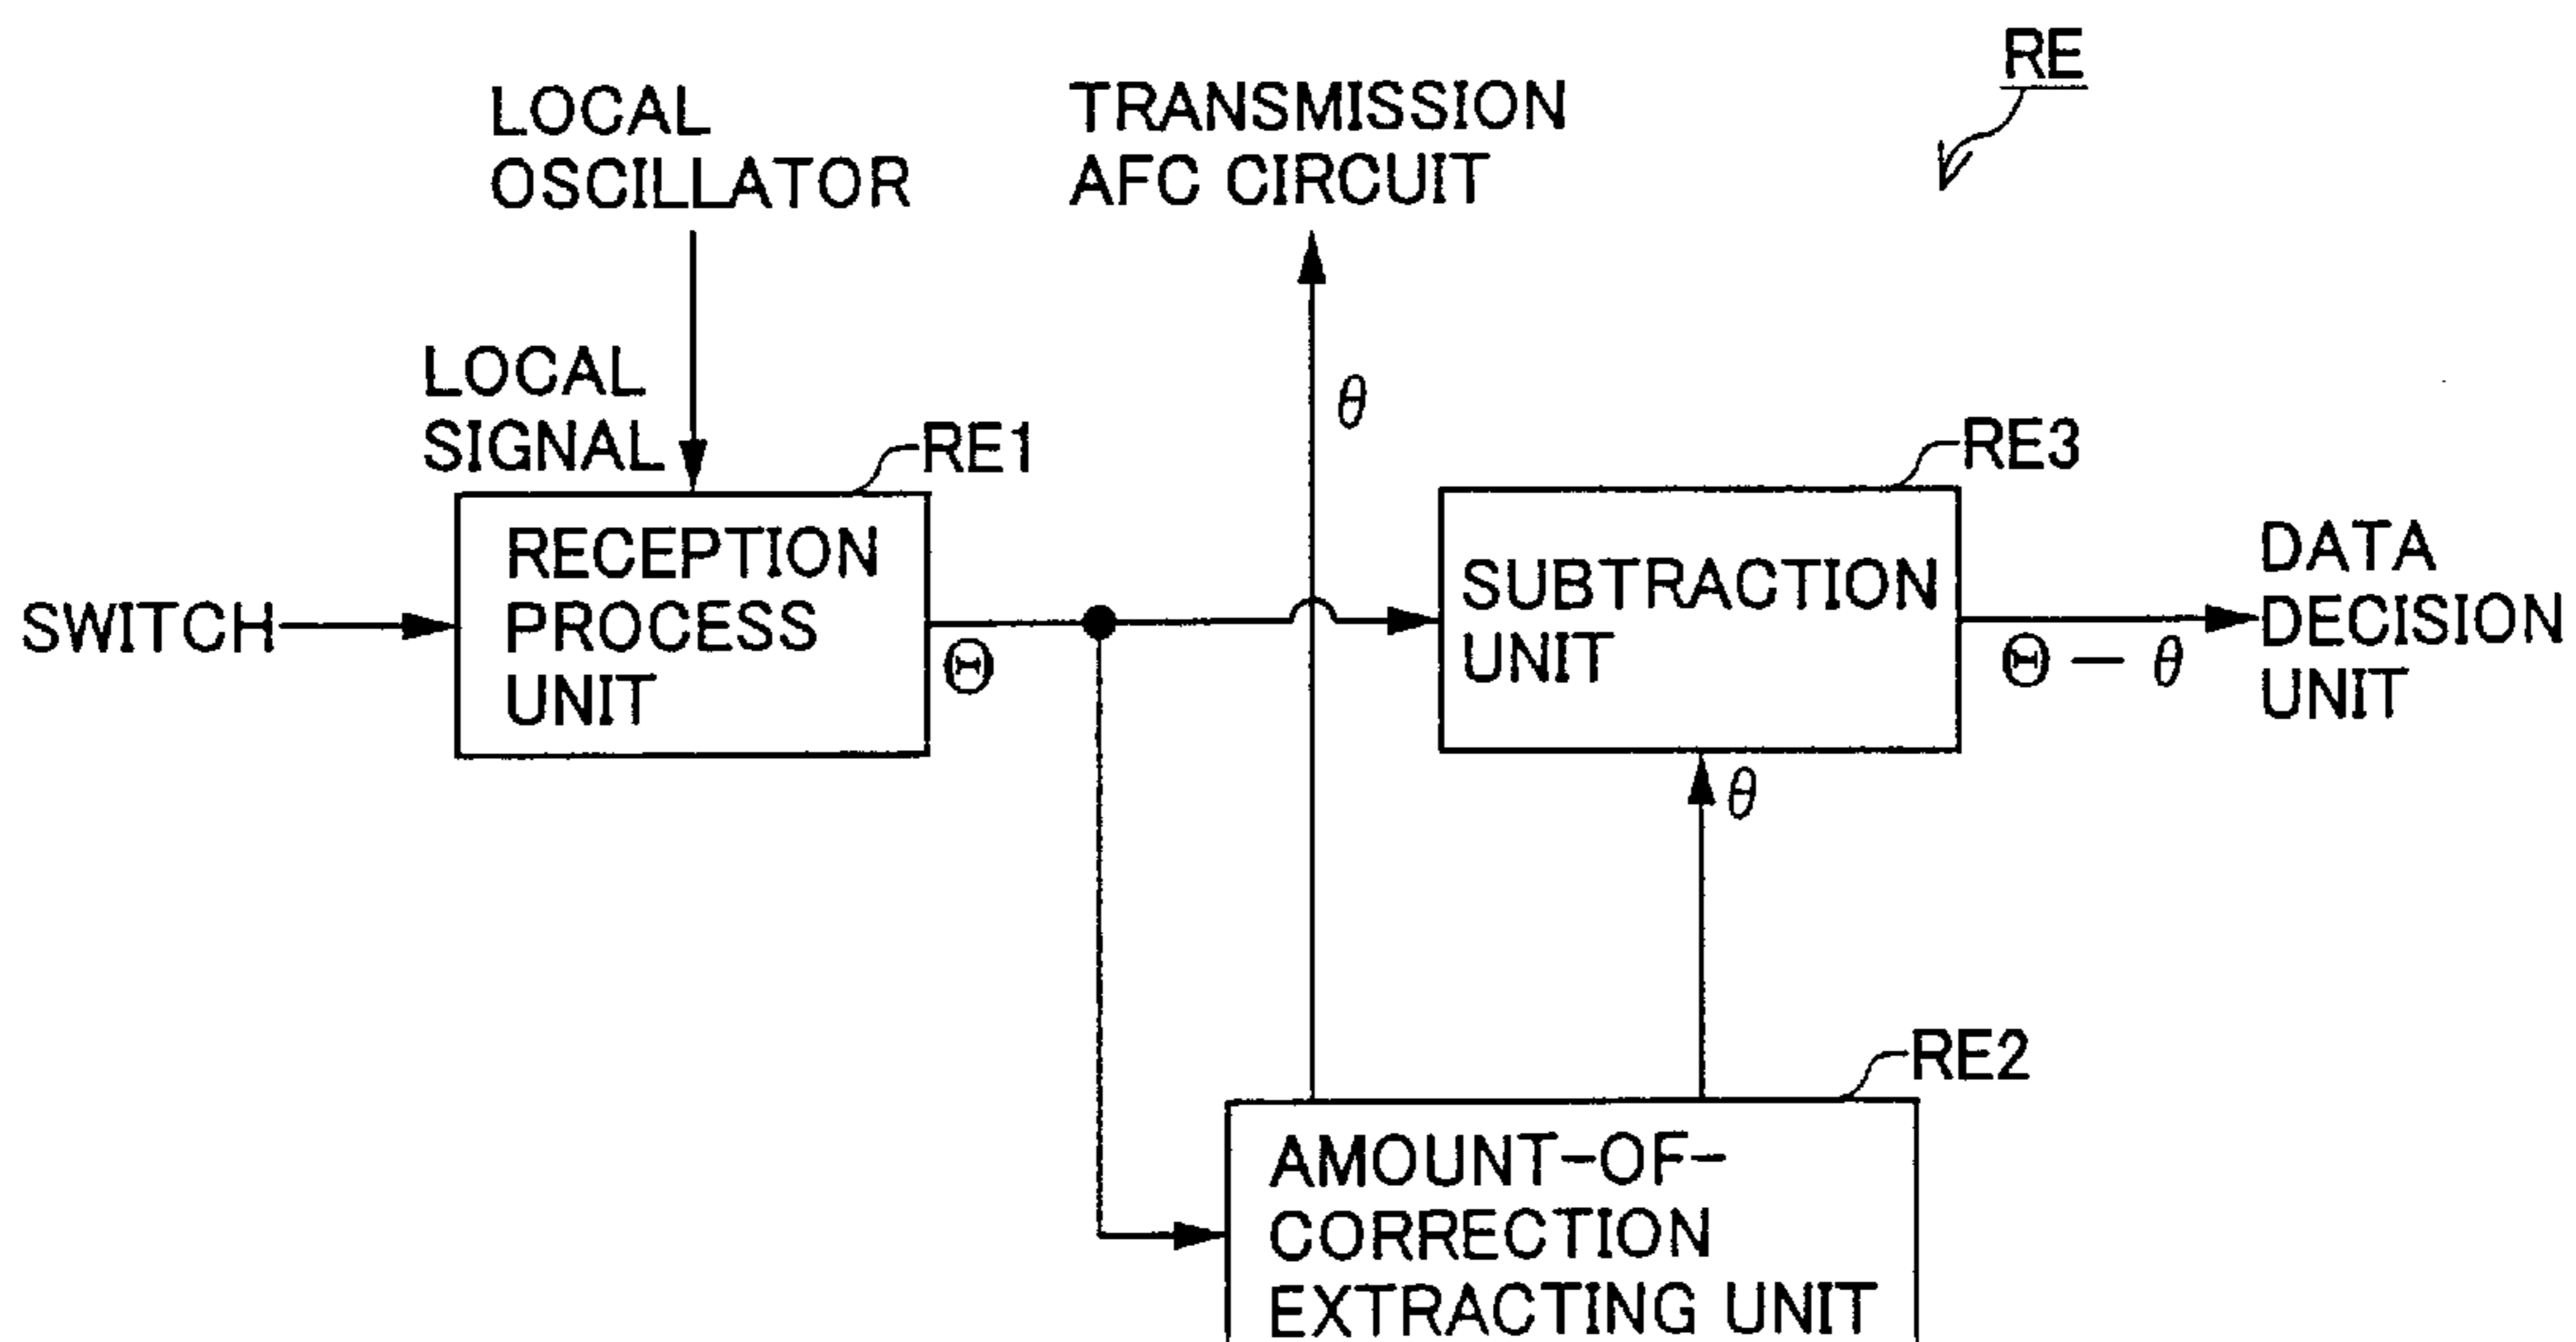 RE
LOCAL
OSCILLATOR
TRANSMISSION
AFC CIRCUIT
LOCAL
SIGNAL
θ
RE1
RE3
RECEPTION
PROCESS
UNIT
SWITCH
Θ
SUBTRACTION
UNIT
Θ − θ
DATA
DECISION
UNIT
θ
RE2
AMOUNT-OF-
CORRECTION
EXTRACTING UNIT